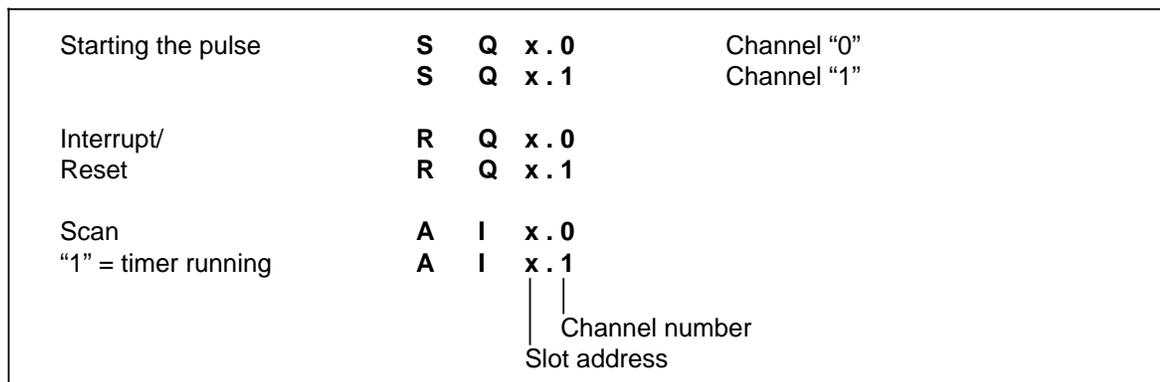 Starting the pulse S Q x . 0 Channel “0”
S Q x . 1 Channel “1”
Interrupt/ R Q x . 0
Reset R Q x . 1
Scan A I x . 0
“1” = timer running A I x . 1
Channel number
Slot address